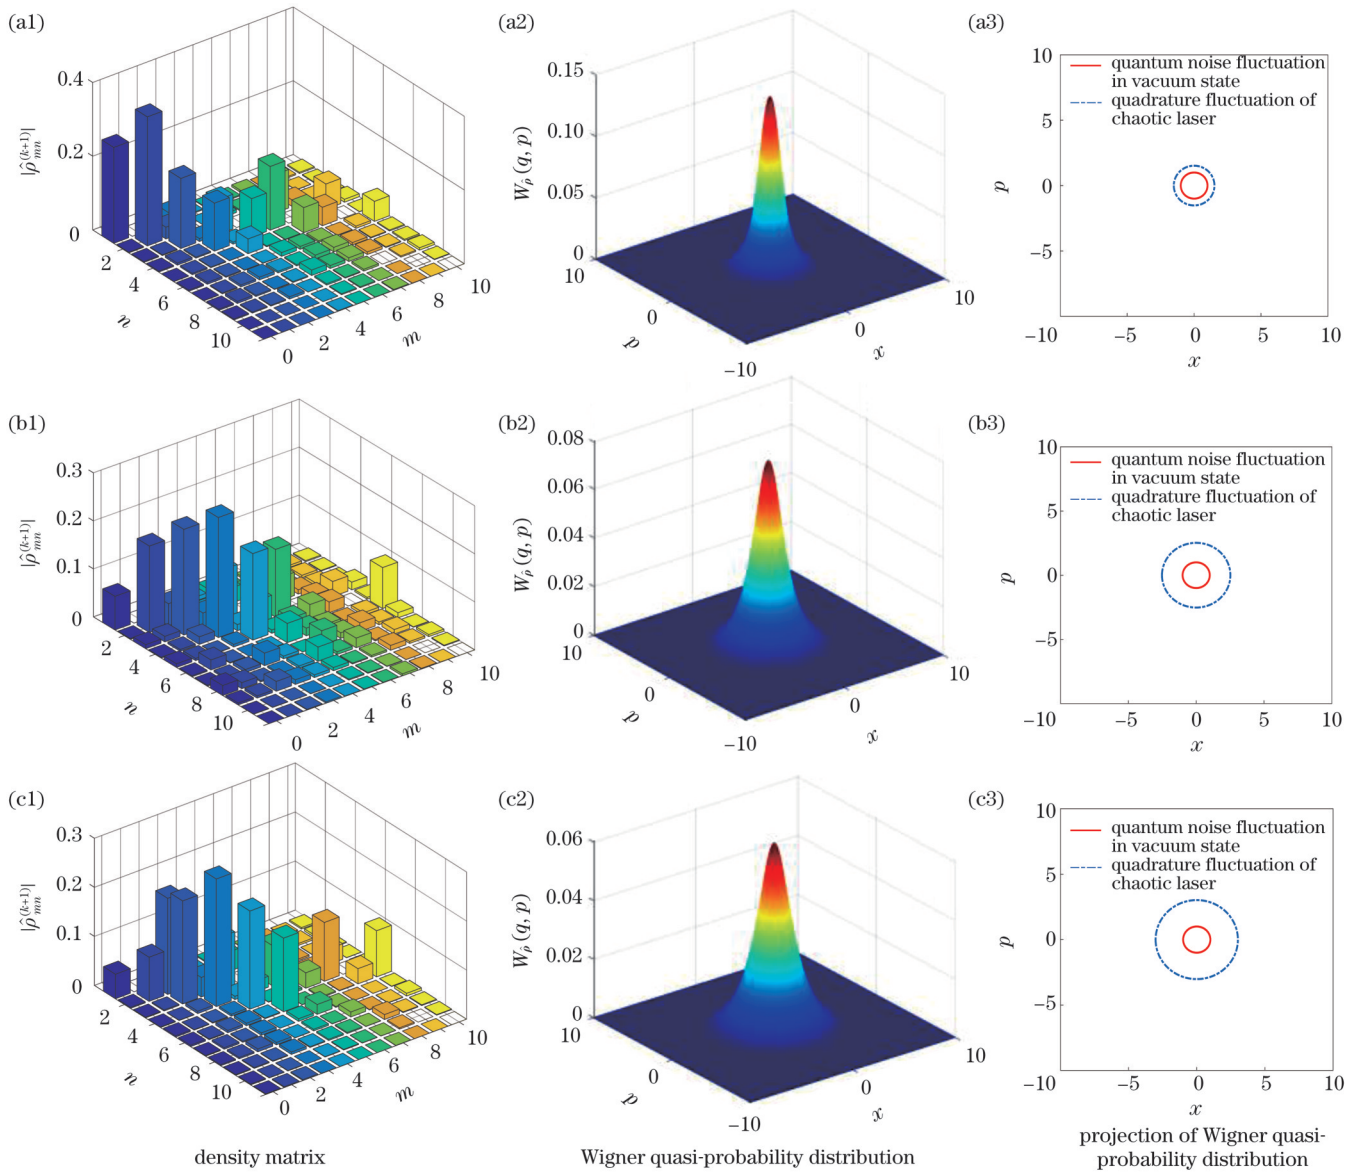 (a1)
0.4
0.2
0
|ρ̂ₘₙ⁽ᵏ⁺¹⁾|
2
4
6
8
10
n
0
2
4
6
8
10
m
(a2)
0.15
0.10
0.05
0
W_ρ̂ (q, p)
10
0
−10
p
0
10
x
(a3)
10
5
0
−5
p
−10
−5
0
5
10
x
quantum noise fluctuation
in vacuum state
quadrature fluctuation of
chaotic laser
(b1)
0.3
0.2
0.1
0
|ρ̂ₘₙ⁽ᵏ⁺¹⁾|
2
4
6
8
10
n
0
2
4
6
8
10
m
(b2)
0.08
0.06
0.04
0.02
0
W_ρ̂ (q, p)
10
0
−10
p
0
10
x
(b3)
10
5
0
−5
p
−10
−5
0
5
10
x
quantum noise fluctuation
in vacuum state
quadrature fluctuation of
chaotic laser
(c1)
0.3
0.2
0.1
0
|ρ̂ₘₙ⁽ᵏ⁺¹⁾|
2
4
6
8
10
n
0
2
4
6
8
10
m
(c2)
0.06
0.04
0.02
0
W_ρ̂ (q, p)
10
0
−10
p
0
10
x
(c3)
10
5
0
−5
p
−10
−5
0
5
10
x
quantum noise fluctuation
in vacuum state
quadrature fluctuation of
chaotic laser
density matrix
Wigner quasi-probability distribution
projection of Wigner quasi-
probability distribution